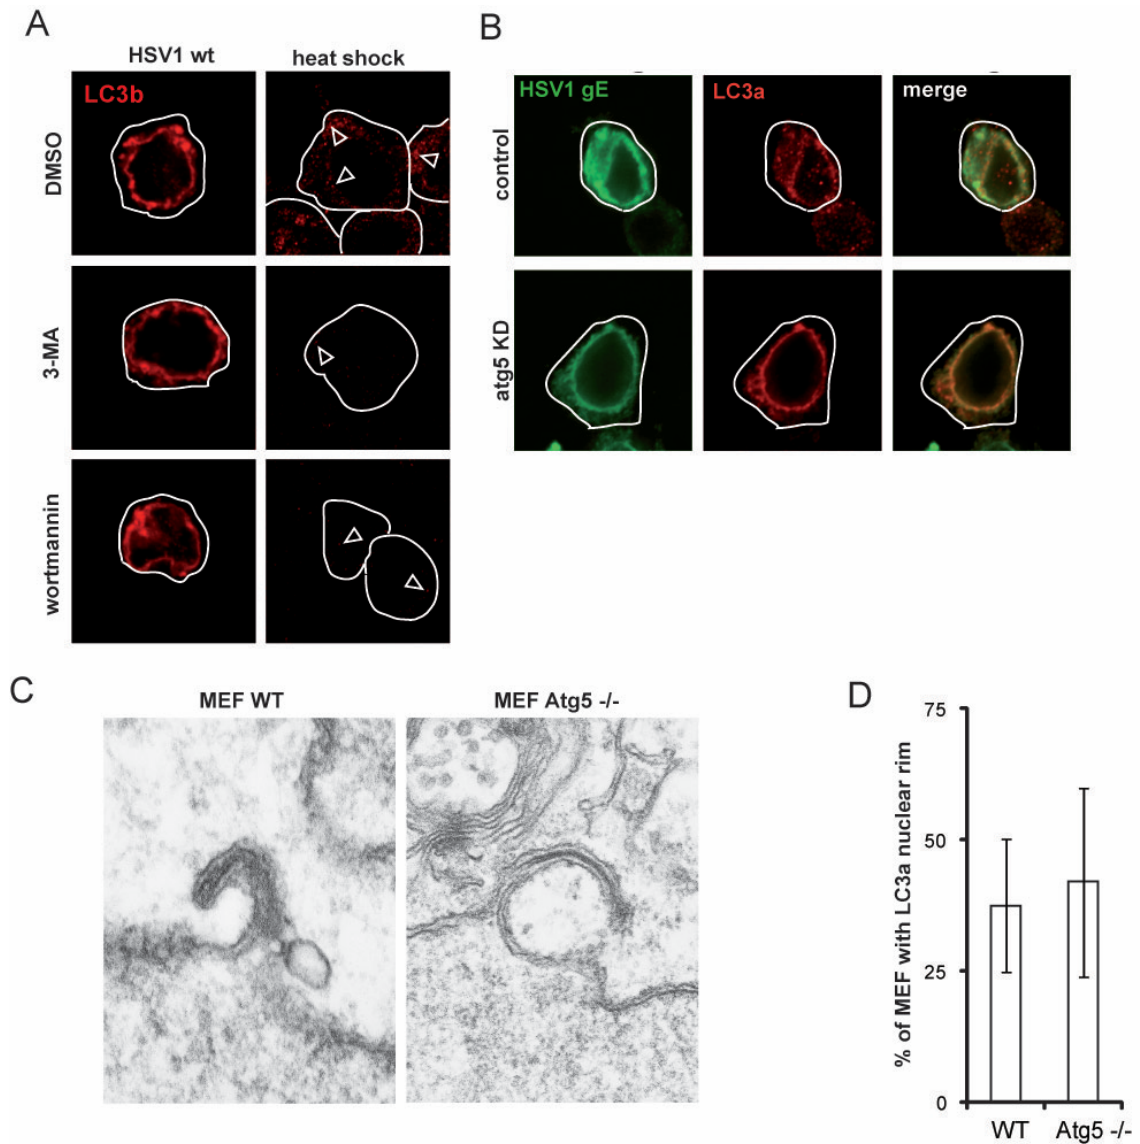 A
B
HSV1 wt
heat shock
LC3b
HSV1 gE
LC3a
merge
DMSO
control
3-MA
atg5 KD
wortmannin
C
MEF WT
MEF Atg5 -/-
D
% of MEF with LC3a nuclear rim
75
50
25
0
WT
Atg5 -/-